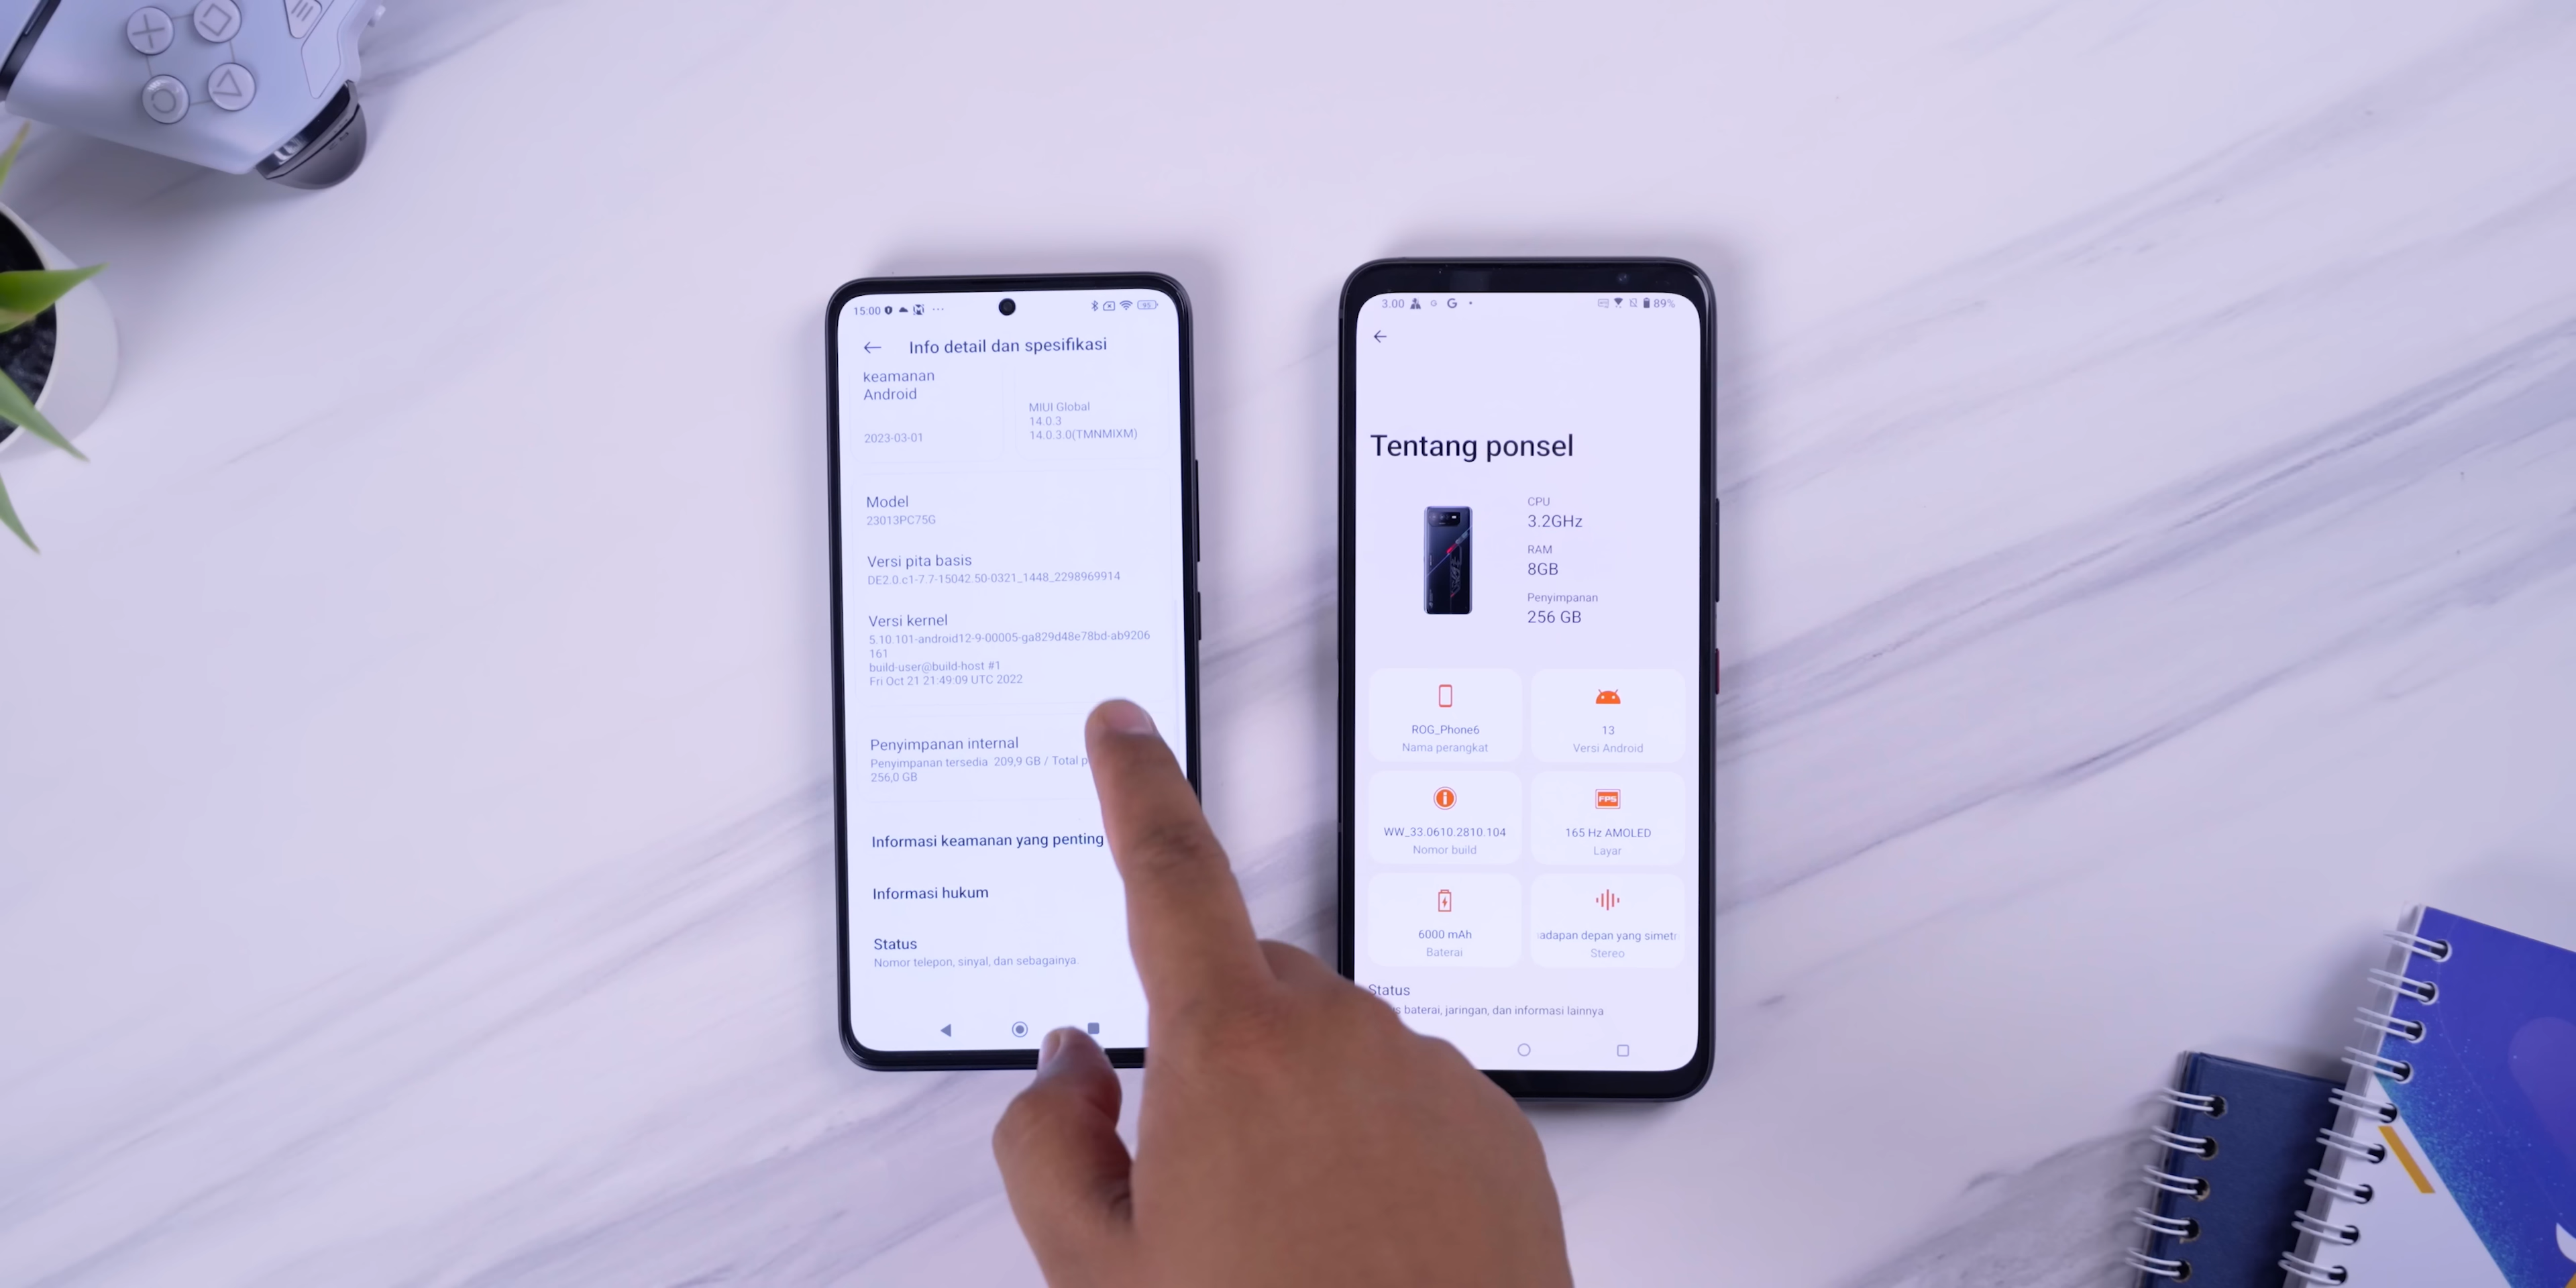 15:00
Info detail dan spesifikasi
keamanan
Android
2023-03-01
MIUI Global
14.0.3
14.0.3.0(TMNMIXM)
Model
23013PC75G
Versi pita basis
DE2.0.c1-7.7-15042.50-0321_1448_2298969914
Versi kernel
5.10.101-android12-9-00005-ga829d48e78bd-ab9206
161
build-user@build-host #1
Fri Oct 21 21:49:09 UTC 2022
Penyimpanan internal
Penyimpanan tersedia 209,9 GB / Total p
256,0 GB
Informasi keamanan yang penting
Informasi hukum
Status
Nomor telepon, sinyal, dan sebagainya
3.00 G G 89%
Tentang ponsel
CPU
3.2GHz
RAM
8GB
Penyimpanan
256 GB
ROG_Phone6
Nama perangkat
13
Versi Android
WW_33.0610.2810.104
Nomor build
FPS
165 Hz AMOLED
Layar
6000 mAh
Baterai
adapan depan yang simetr
Stereo
Status
s baterai, jaringan, dan informasi lainnya